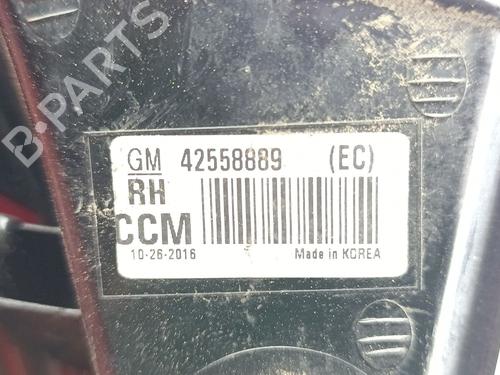 B-PARTS
GM 42558889 (EC)
RH
CCM
10-26-2016 Made in KOREA